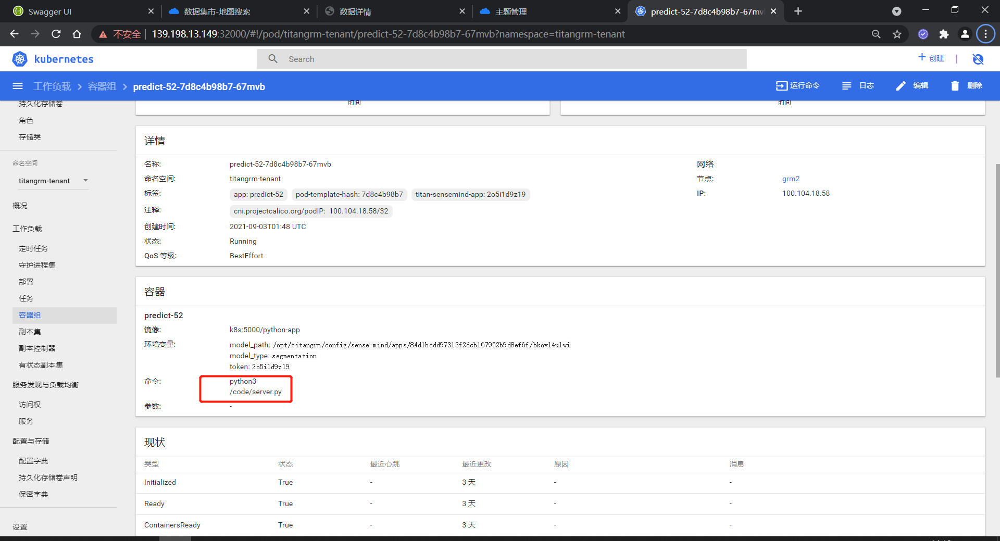 Swagger UI
数据集市-地图搜索
数据详情
主题管理
predict-52-7d8c4b98b7-67mv
不安全
139.198.13.149:32000/#!/pod/titangrm-tenant/predict-52-7d8c4b98b7-67mvb?namespace=titangrm-tenant
kubernetes
Search
+ 创建
工作负载 > 容器组 > predict-52-7d8c4b98b7-67mvb
运行命令
日志
编辑
删除
持久化存储卷
角色
存储类
命名空间
titangrm-tenant
概况
工作负载
定时任务
守护进程集
部署
任务
容器组
副本集
副本控制器
有状态副本集
服务发现与负载均衡
访问权
服务
配置与存储
配置字典
持久化存储卷声明
保密字典
设置
时间
时间
详情
名称: predict-52-7d8c4b98b7-67mvb
命名空间: titangrm-tenant
标签: app: predict-52 pod-template-hash: 7d8c4b98b7 titan-sensemind-app: 2o5i1d9z19
注释: cni.projectcalico.org/podIP: 100.104.18.58/32
创建时间: 2021-09-03T01:48 UTC
状态: Running
QoS 等级: BestEffort
网络
节点: grm2
IP: 100.104.18.58
容器
predict-52
镜像: k8s:5000/python-app
环境变量: model_path: /opt/titangrm/config/sense-mind/apps/84d1bcdd97313f2dcb167952b9d8ef6f/bkov14u1wi
model_type: segmentation
token: 2o5i1d9z19
命令: python3
/code/server.py
参数: -
现状
类型 状态 最近心跳 最近更改 原因 消息
Initialized True - 3 天 - -
Ready True - 3 天 - -
ContainersReady True - 3 天 - -